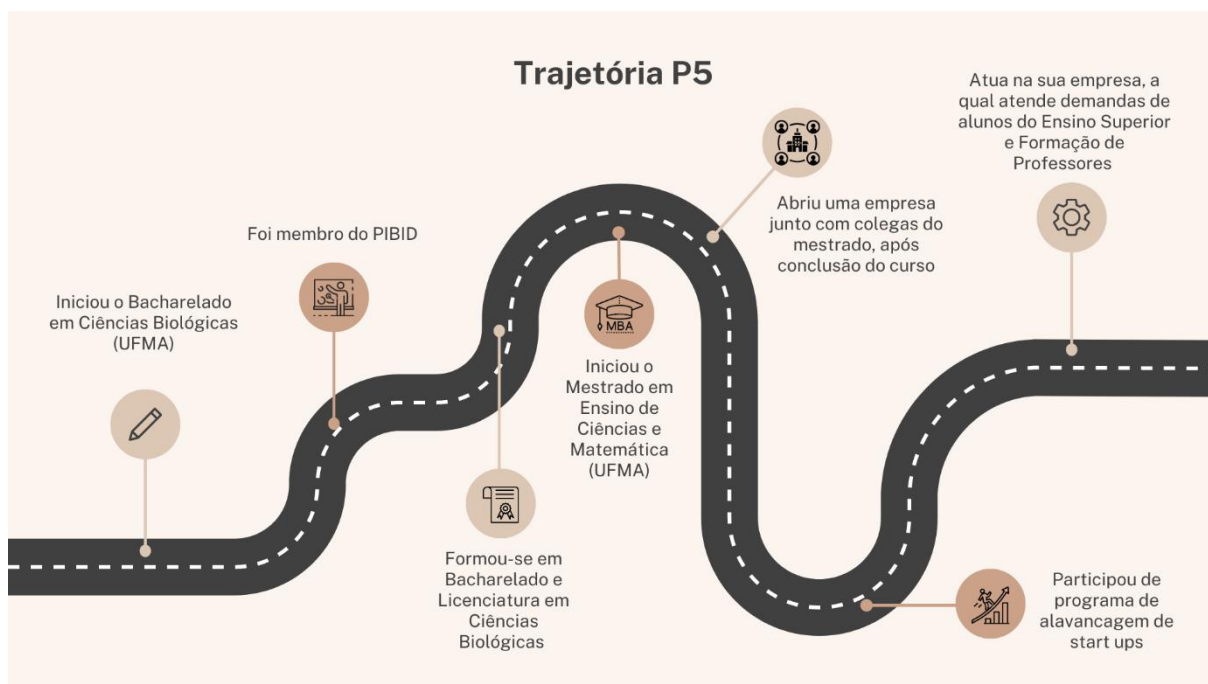 Trajetória P5
Iniciou o Bacharelado
em Ciências Biológicas
(UFMA)
Foi membro do PIBID
Formou-se em
Bacharelado e
Licenciatura em
Ciências
Biológicas
MBA
Iniciou o
Mestrado em
Ensino de
Ciências e
Matemática
(UFMA)
Abriu uma empresa
junto com colegas do
mestrado, após
conclusão do curso
Participou de
programa de
alavancagem de
start ups
Atua na sua empresa, a
qual atende demandas de
alunos do Ensino Superior
e Formação de
Professores